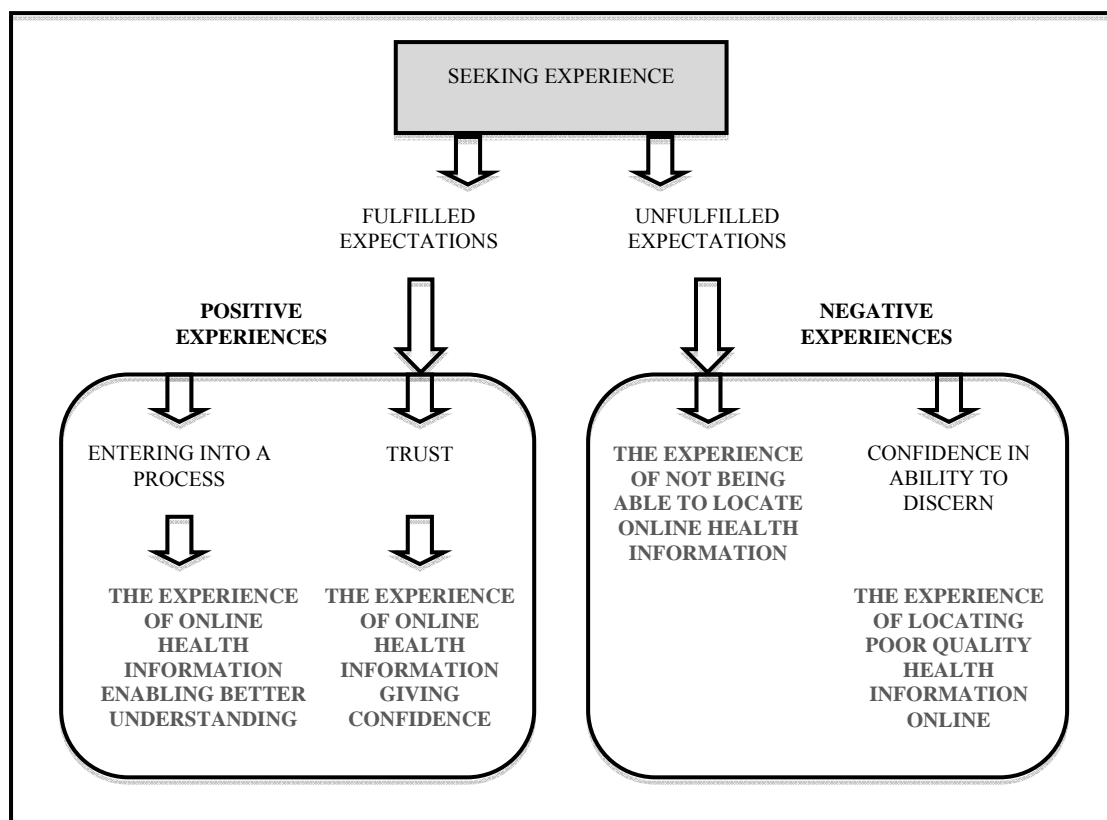 SEEKING EXPERIENCE
FULFILLED
EXPECTATIONS
UNFULFILLED
EXPECTATIONS
POSITIVE
EXPERIENCES
NEGATIVE
EXPERIENCES
ENTERING INTO A
PROCESS
THE EXPERIENCE
OF ONLINE
HEALTH
INFORMATION
ENABLING BETTER
UNDERSTANDING
TRUST
THE EXPERIENCE
OF ONLINE
HEALTH
INFORMATION
GIVING
CONFIDENCE
THE EXPERIENCE
OF NOT BEING
ABLE TO LOCATE
ONLINE HEALTH
INFORMATION
CONFIDENCE IN
ABILITY TO
DISCERN
THE EXPERIENCE
OF LOCATING
POOR QUALITY
HEALTH
INFORMATION
ONLINE